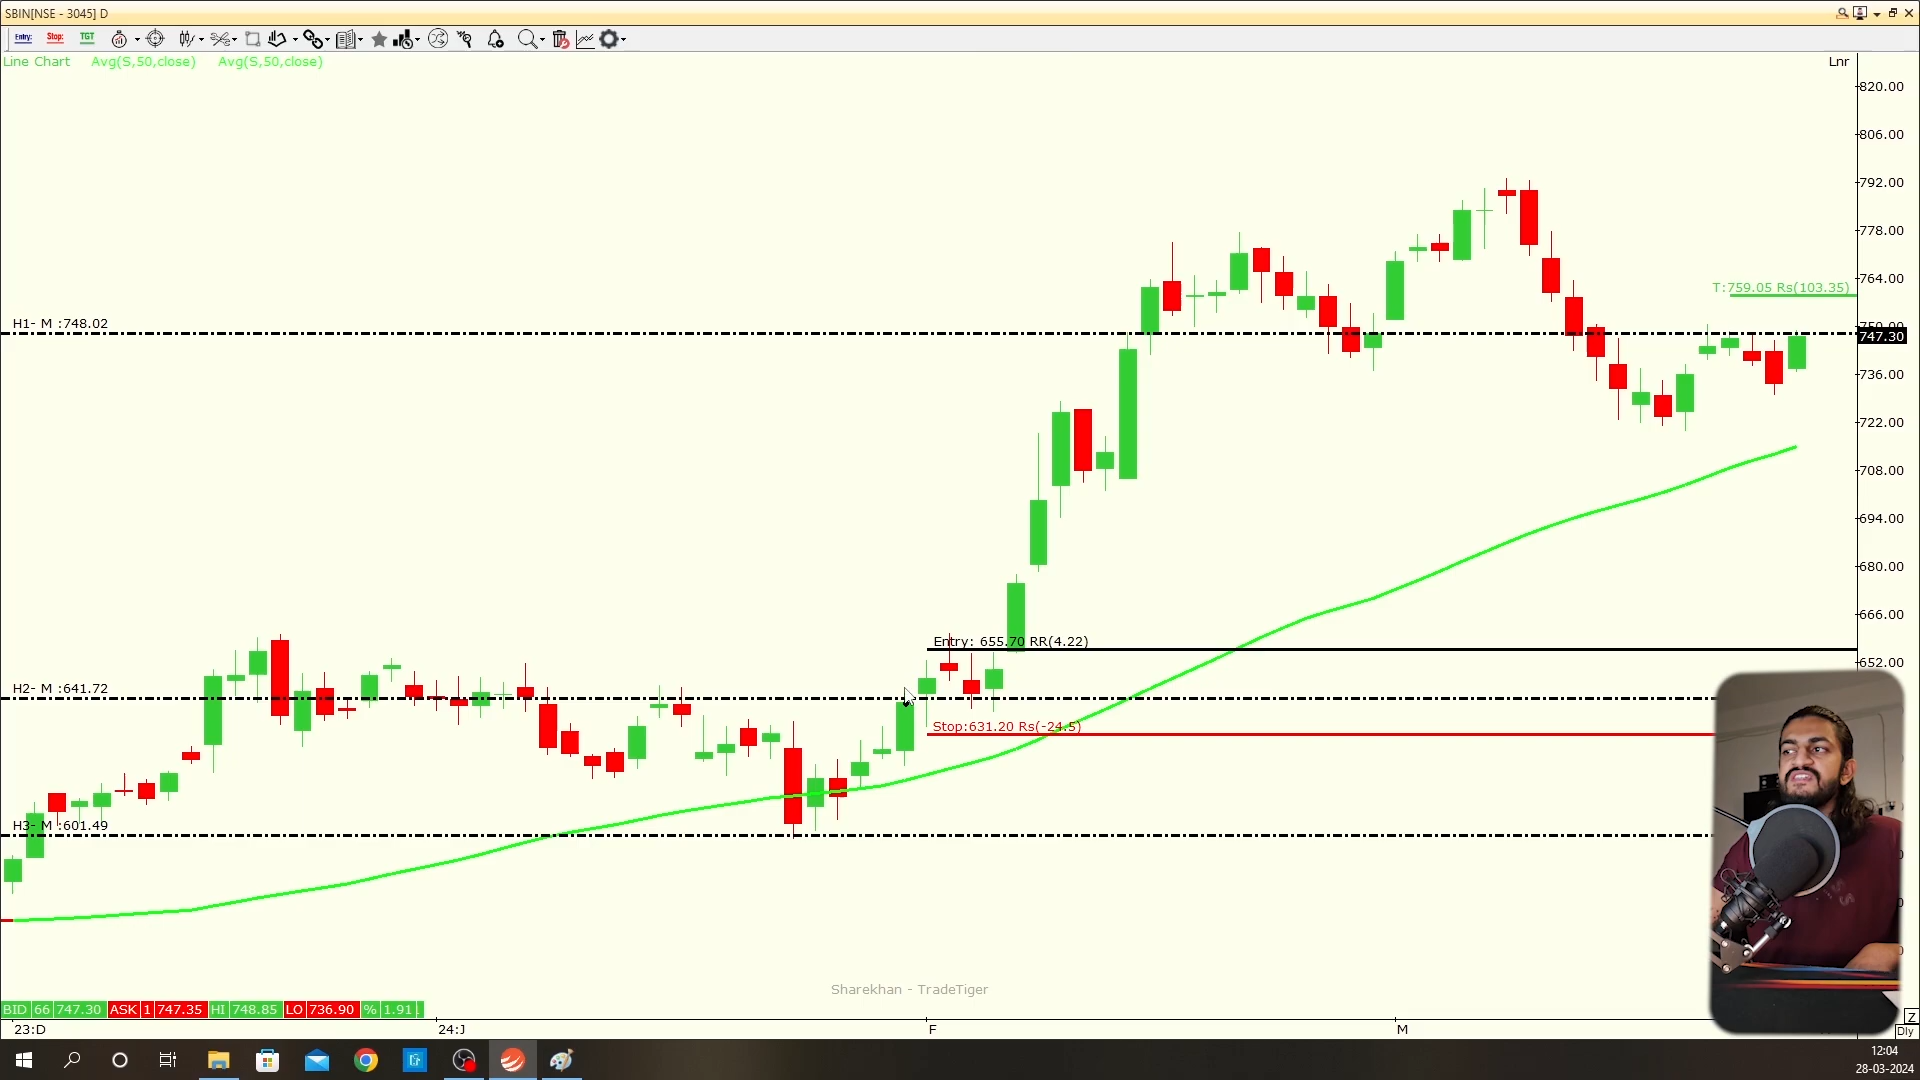 SBIN[NSE - 3045] D
Entry: Stop: TGT
Line Chart Avg(S,50,close) Avg(S,50,close)
Lnr
820.00
806.00
792.00
778.00
764.00
T:759.05 Rs(103.35)
H1- M :748.02
747.30
736.00
722.00
708.00
694.00
680.00
666.00
Entry: 655.70 RR(4.22)
652.00
H2- M :641.72
Stop:631.20 Rs(-24.5)
H3- M :601.49
Sharekhan - TradeTiger
BID 66 747.30 ASK 1 747.35 HI 748.85 LO 736.90 % 1.91
Z
23:D 24:J F M
Dly
12:04
28-03-2024